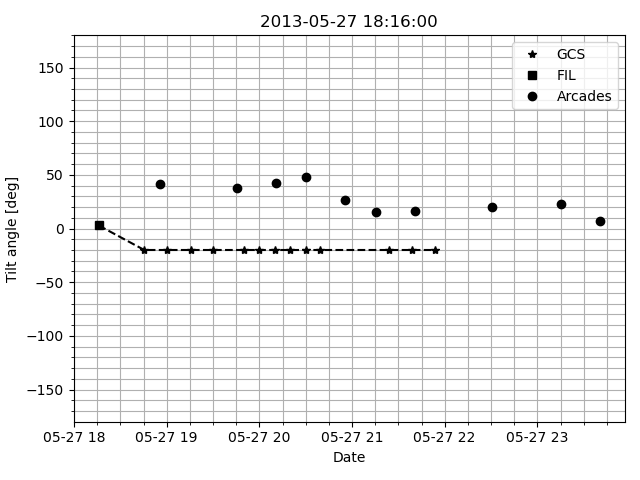 2013-05-27 18:16:00
GCS
FIL
Arcades
Tilt angle [deg]
150
100
50
0
−50
−100
−150
05-27 18
05-27 19
05-27 20
05-27 21
05-27 22
05-27 23
Date